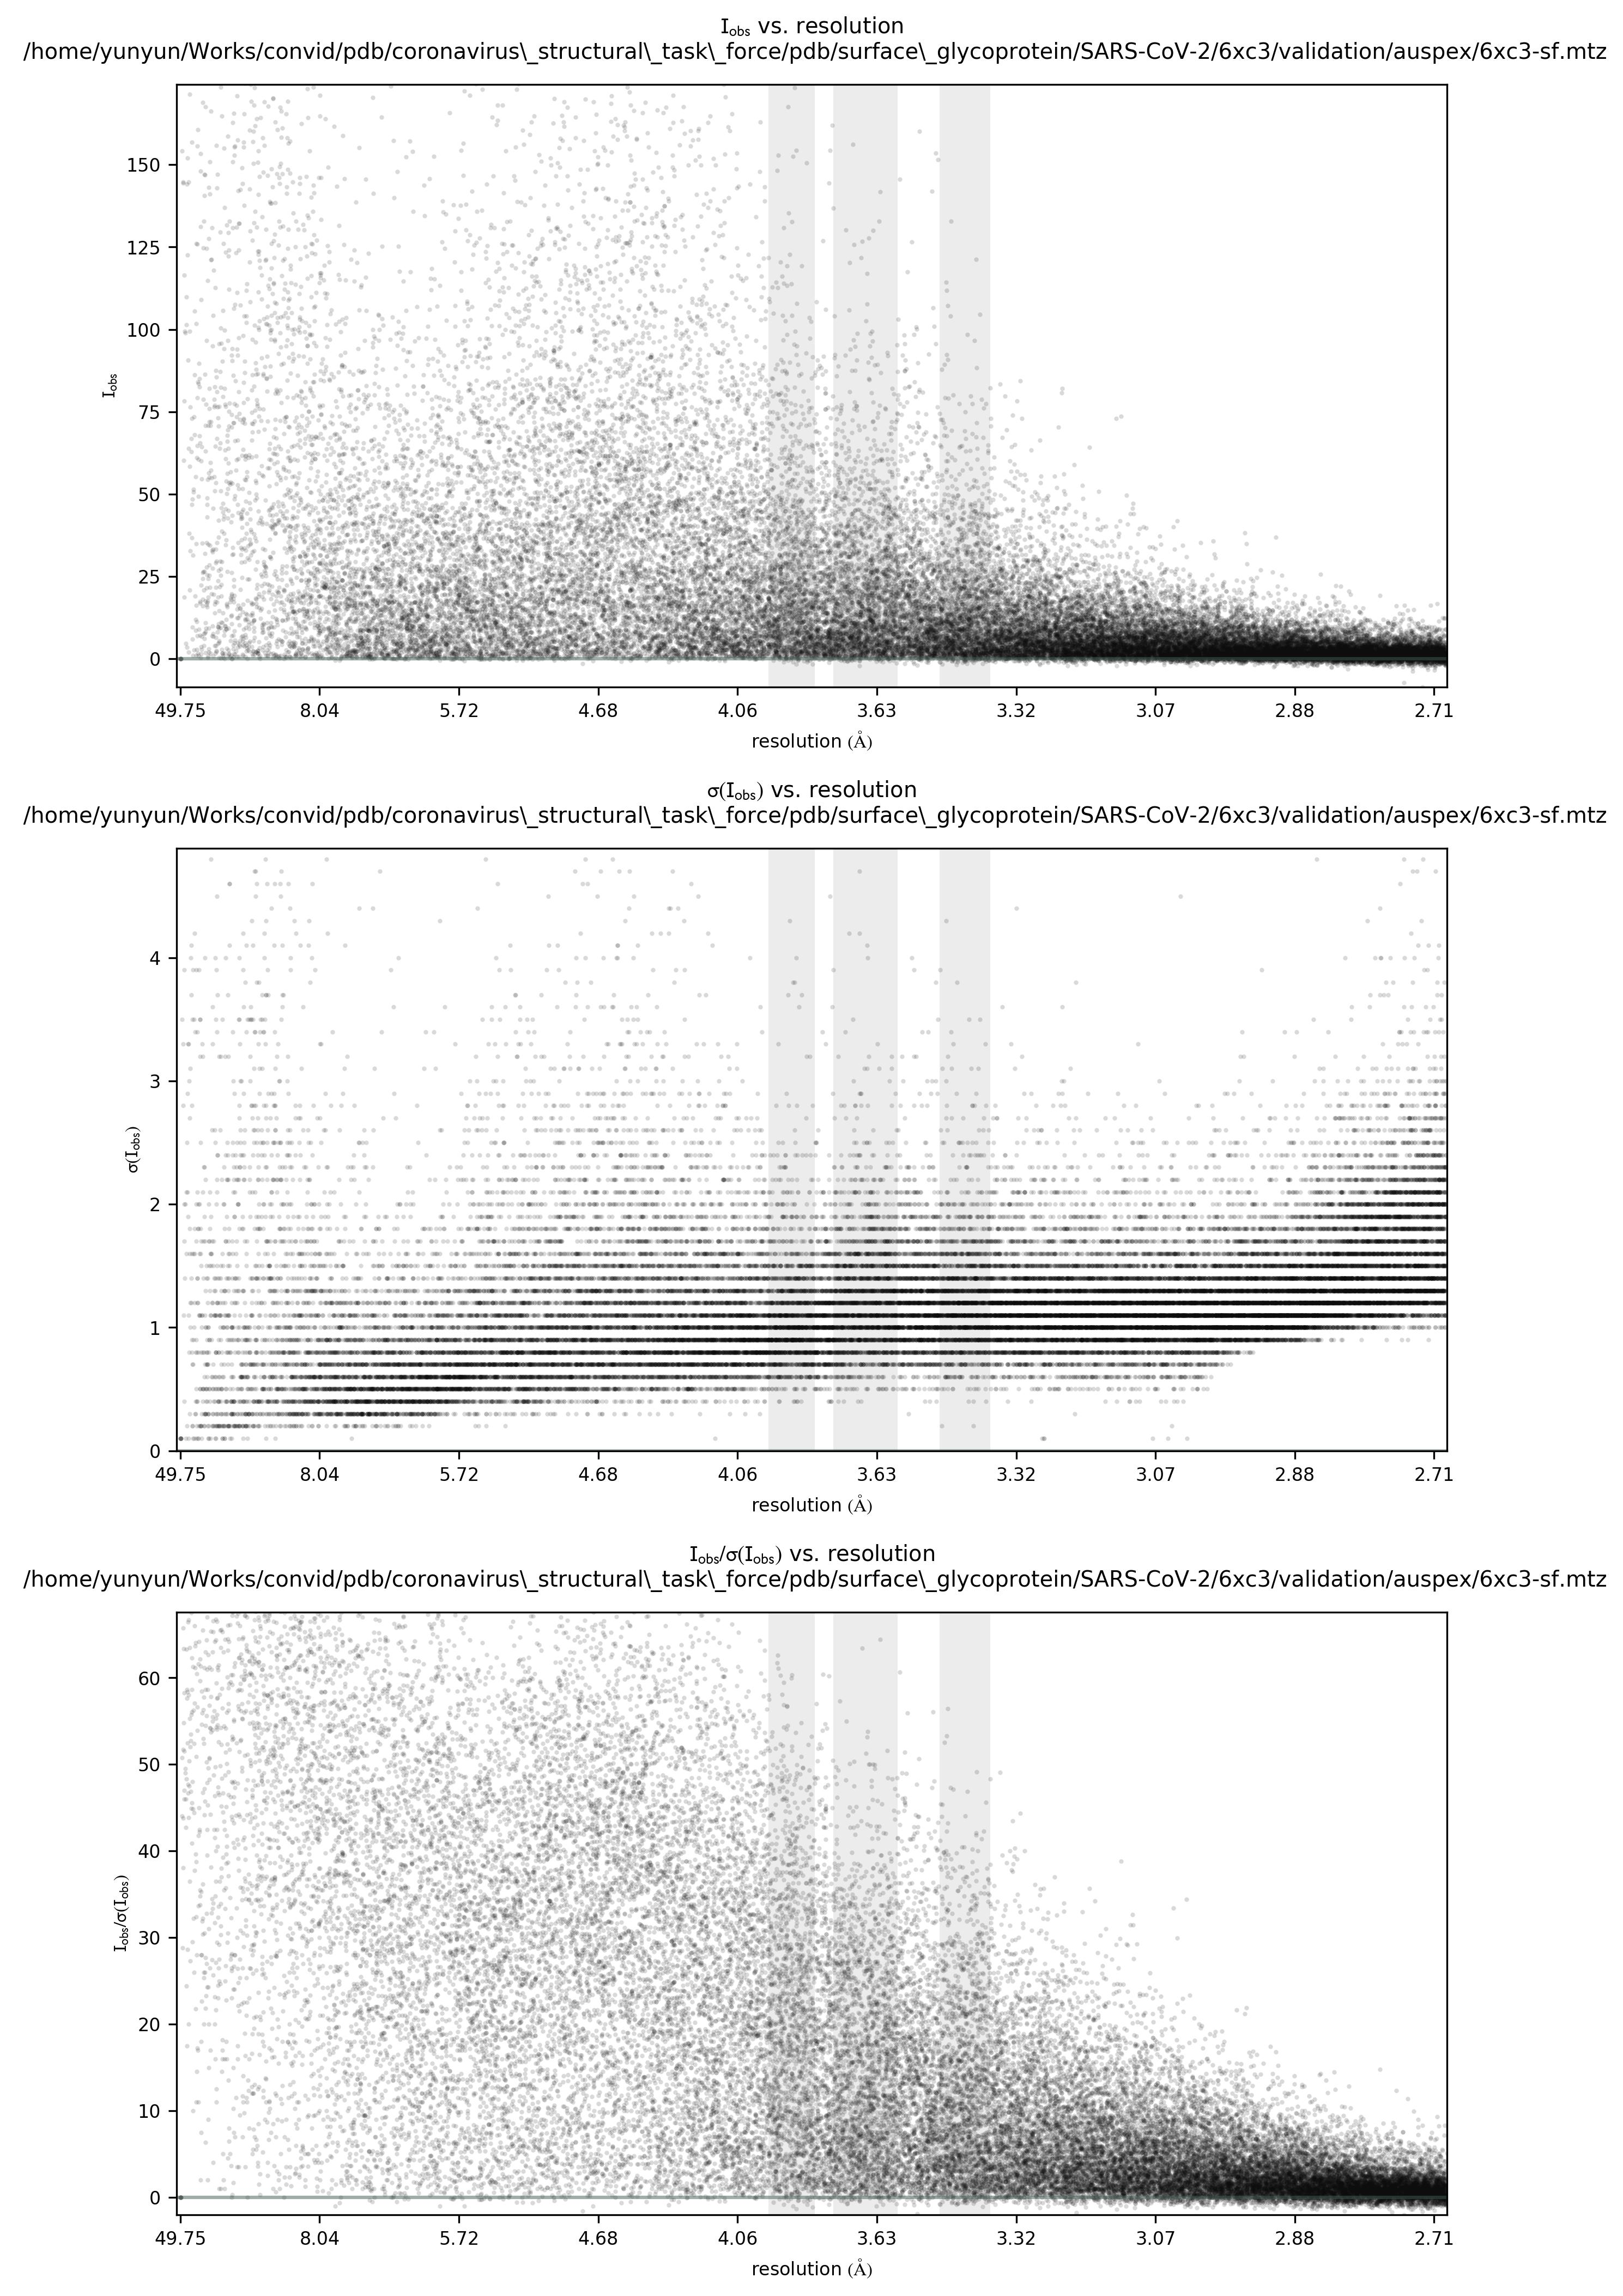 I_obs vs. resolution
/home/yunyun/Works/convid/pdb/coronavirus\_structural\_task\_force/pdb/surface\_glycoprotein/SARS-CoV-2/6xc3/validation/auspex/6xc3-sf.mtz
150
125
100
75
50
25
0
I_obs
49.75 8.04 5.72 4.68 4.06 3.63 3.32 3.07 2.88 2.71
resolution (Å)
σ(I_obs) vs. resolution
/home/yunyun/Works/convid/pdb/coronavirus\_structural\_task\_force/pdb/surface\_glycoprotein/SARS-CoV-2/6xc3/validation/auspex/6xc3-sf.mtz
4
3
2
1
0
σ(I_obs)
49.75 8.04 5.72 4.68 4.06 3.63 3.32 3.07 2.88 2.71
resolution (Å)
I_obs/σ(I_obs) vs. resolution
/home/yunyun/Works/convid/pdb/coronavirus\_structural\_task\_force/pdb/surface\_glycoprotein/SARS-CoV-2/6xc3/validation/auspex/6xc3-sf.mtz
60
50
40
30
20
10
0
I_obs/σ(I_obs)
49.75 8.04 5.72 4.68 4.06 3.63 3.32 3.07 2.88 2.71
resolution (Å)